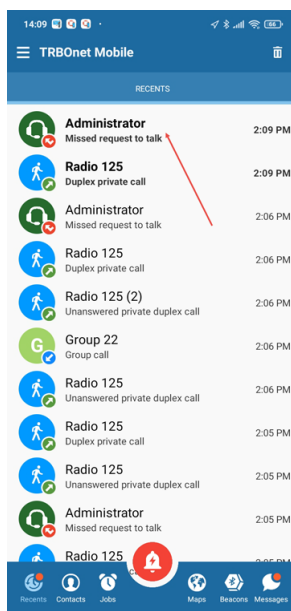 14:09
66
TRBOnet Mobile
RECENTS
Administrator
Missed request to talk
2:09 PM
Radio 125
Duplex private call
2:09 PM
Administrator
Missed request to talk
2:06 PM
Radio 125
Duplex private call
2:06 PM
Radio 125 (2)
Unanswered private duplex call
2:06 PM
G
Group 22
Group call
2:06 PM
Radio 125
Unanswered private duplex call
2:06 PM
Radio 125
Duplex private call
2:05 PM
Radio 125
Unanswered private duplex call
2:05 PM
Administrator
Missed request to talk
2:05 PM
Radio 125
Recents
Contacts
Jobs
Maps
Beacons
Messages